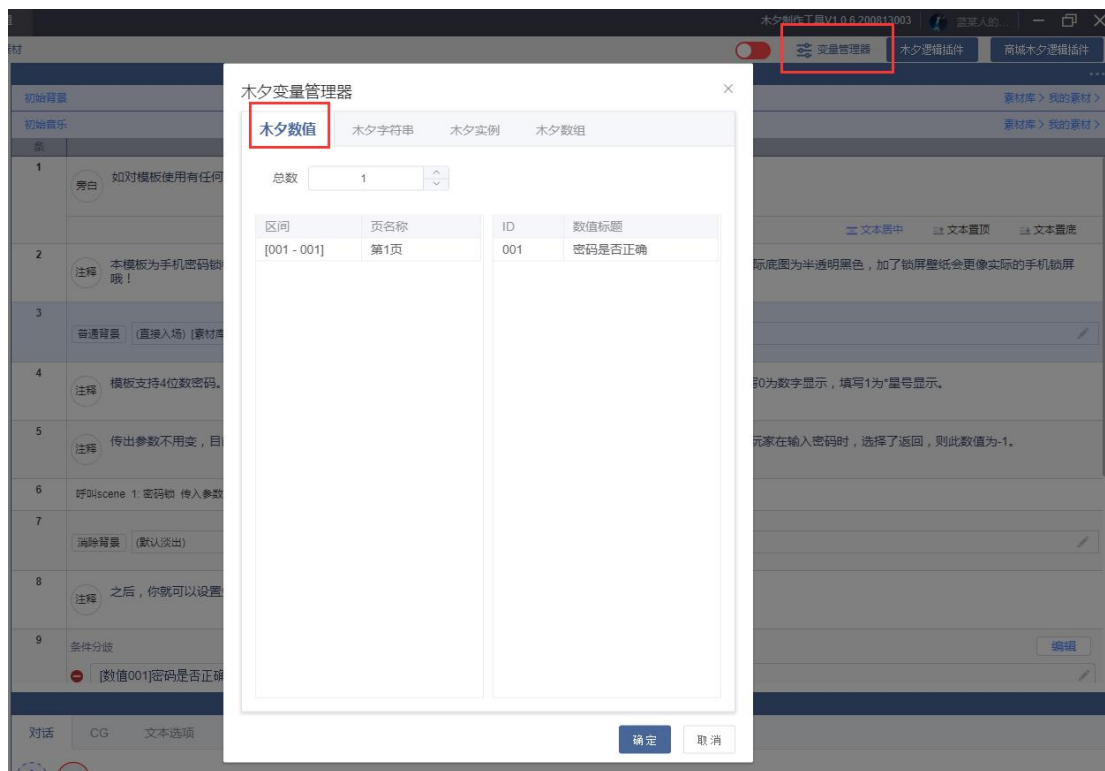 木夕制作工具V1.0.6.200813003 蓝某人的...
素材
变量管理器 木夕逻辑插件 商城木夕逻辑插件
初始背景 素材库 > 我的素材 >
初始音乐 素材库 > 我的素材 >
木夕变量管理器
木夕数值 木夕字符串 木夕实例 木夕数组
总数 1
区间 页名称 ID 数值标题
[001 - 001] 第1页 001 密码是否正确
确定 取消
条
1
旁白 如对模板使用有任何
文本居中 文本置顶 文本置底
2
注释 本模板为手机密码锁 际底图为半透明黑色，加了锁屏壁纸会更像实际的手机锁屏
哦！
3
普通背景 (直接入场) [素材库
4
注释 模板支持4位数密码。 写0为数字显示，填写1为*星号显示。
5
注释 传出参数不用变，目 玩家在输入密码时，选择了返回，则此数值为-1。
6
呼叫scene 1: 密码锁 传入参数
7
消除背景 (默认淡出)
8
注释 之后，你就可以设置
9
条件分歧 编辑
[数值001]密码是否正确
对话 CG 文本选项